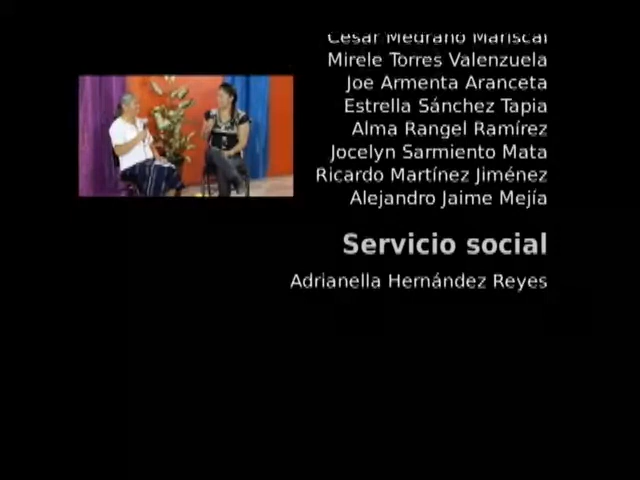 Cesar Medrano Mariscal
Mirele Torres Valenzuela
Joe Armenta Aranceta
Estrella Sánchez Tapia
Alma Rangel Ramírez
Jocelyn Sarmiento Mata
Ricardo Martínez Jiménez
Alejandro Jaime Mejía
Servicio social
Adrianella Hernández Reyes